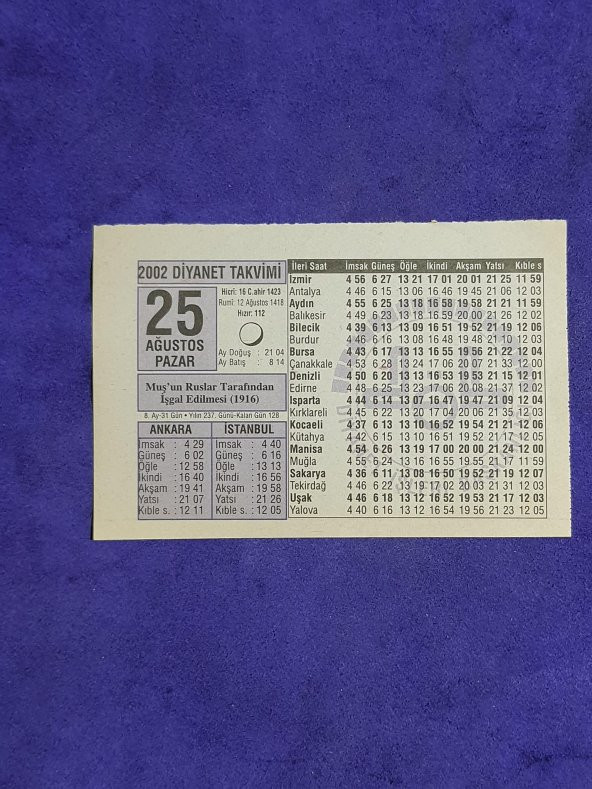 2002 DİYANET TAKVİMİ
25
AĞUSTOS
PAZAR
Hicri: 16 C.ahir 1423
Rumi: 12 Ağustos 1418
Hızır: 112
Ay Doğuş : 21 04
Ay Batış : 8 14
Muş'un Ruslar Tarafından
İşgal Edilmesi (1916)
8. Ay-31 Gün • Yılın 237. Günü-Kalan Gün 128
ANKARA
İmsak : 4 29
Güneş : 6 02
Öğle : 12 58
İkindi : 16 40
Akşam : 19 41
Yatsı : 21 07
Kıble s. : 12 11
İSTANBUL
İmsak : 4 40
Güneş : 6 16
Öğle : 13 13
İkindi : 16 56
Akşam : 19 58
Yatsı : 21 26
Kıble s. : 12 05
İleri Saat İmsak Güneş Öğle İkindi Akşam Yatsı Kıble s
İzmir 4 56 6 27 13 21 17 01 20 01 21 25 11 59
Antalya 4 46 6 15 13 06 16 46 19 45 21 06 12 03
Aydın 4 55 6 25 13 18 16 58 19 58 21 21 11 59
Balıkesir 4 49 6 23 13 18 16 59 20 00 21 26 12 02
Bilecik 4 39 6 13 13 09 16 51 19 52 21 19 12 06
Burdur 4 46 6 16 13 08 16 48 19 48 21 10 12 03
Bursa 4 43 6 17 13 13 16 55 19 56 21 22 12 04
Çanakkale 4 53 6 28 13 24 17 06 20 07 21 33 12 00
Denizli 4 50 6 20 13 13 16 53 19 53 21 15 12 01
Edirne 4 48 6 25 13 23 17 06 20 08 21 37 12 02
Isparta 4 44 6 14 13 07 16 47 19 47 21 09 12 04
Kırklareli 4 45 6 22 13 20 17 04 20 06 21 35 12 03
Kocaeli 4 37 6 13 13 10 16 52 19 54 21 21 12 06
Kütahya 4 42 6 15 13 10 16 51 19 52 21 17 12 05
Manisa 4 54 6 26 13 19 17 00 20 00 21 24 12 00
Muğla 4 55 6 24 13 16 16 55 19 55 21 17 11 59
Sakarya 4 36 6 11 13 08 16 50 19 52 21 19 12 07
Tekirdağ 4 46 6 22 13 19 17 02 20 03 21 31 12 03
Uşak 4 46 6 18 13 12 16 52 19 53 21 17 12 03
Yalova 4 40 6 16 13 12 16 54 19 56 21 23 12 05